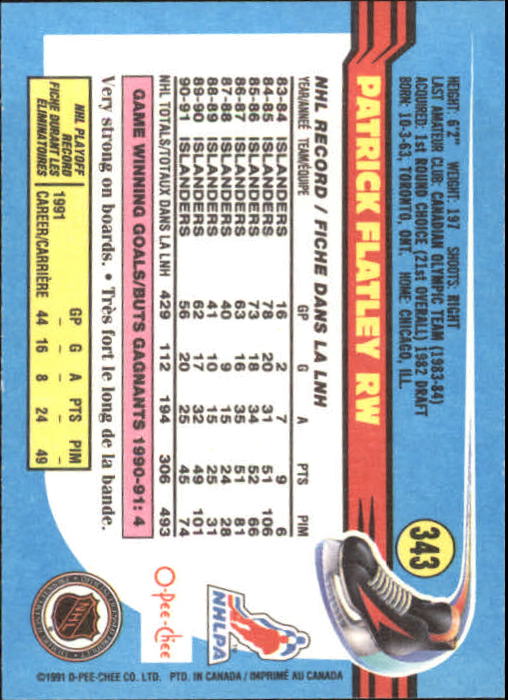 343
PATRICK FLATLEY RW
HEIGHT: 6'2" WEIGHT: 197 SHOOTS: RIGHT
LAST AMATEUR CLUB: CANADIAN OLYMPIC TEAM (1983-84)
ACQUIRED: 1st ROUND CHOICE (21st OVERALL) 1982 DRAFT
BORN: 10-3-63, TORONTO, ONT. HOME: CHICAGO, ILL.
NHL RECORD / FICHE DANS LA LNH
YEAR/ANNÉE TEAM/ÉQUIPE GP G A PTS PIM
83-84 ISLANDERS 16 2 7 9 6
84-85 ISLANDERS 78 20 31 51 106
85-86 ISLANDERS 73 18 34 52 66
86-87 ISLANDERS 63 16 35 51 81
87-88 ISLANDERS 40 9 15 24 28
88-89 ISLANDERS 41 10 15 25 31
89-90 ISLANDERS 62 17 32 49 101
90-91 ISLANDERS 56 20 25 45 74
NHL TOTALS/TOTAUX DANS LA LNH 429 112 194 306 493
GAME WINNING GOALS/BUTS GAGNANTS 1990-91: 4
Very strong on boards. • Très fort le long de la bande.
NHL PLAYOFF RECORD
FICHE DURANT LES ÉLIMINATOIRES
GP G A PTS PIM
1991 - - - - -
CAREER/CARRIÈRE 44 16 8 24 49
NHLPA
O-Pee-Chee
NHL
©1991 O-PEE-CHEE CO. LTD. PTD. IN CANADA / IMPRIMÉ AU CANADA